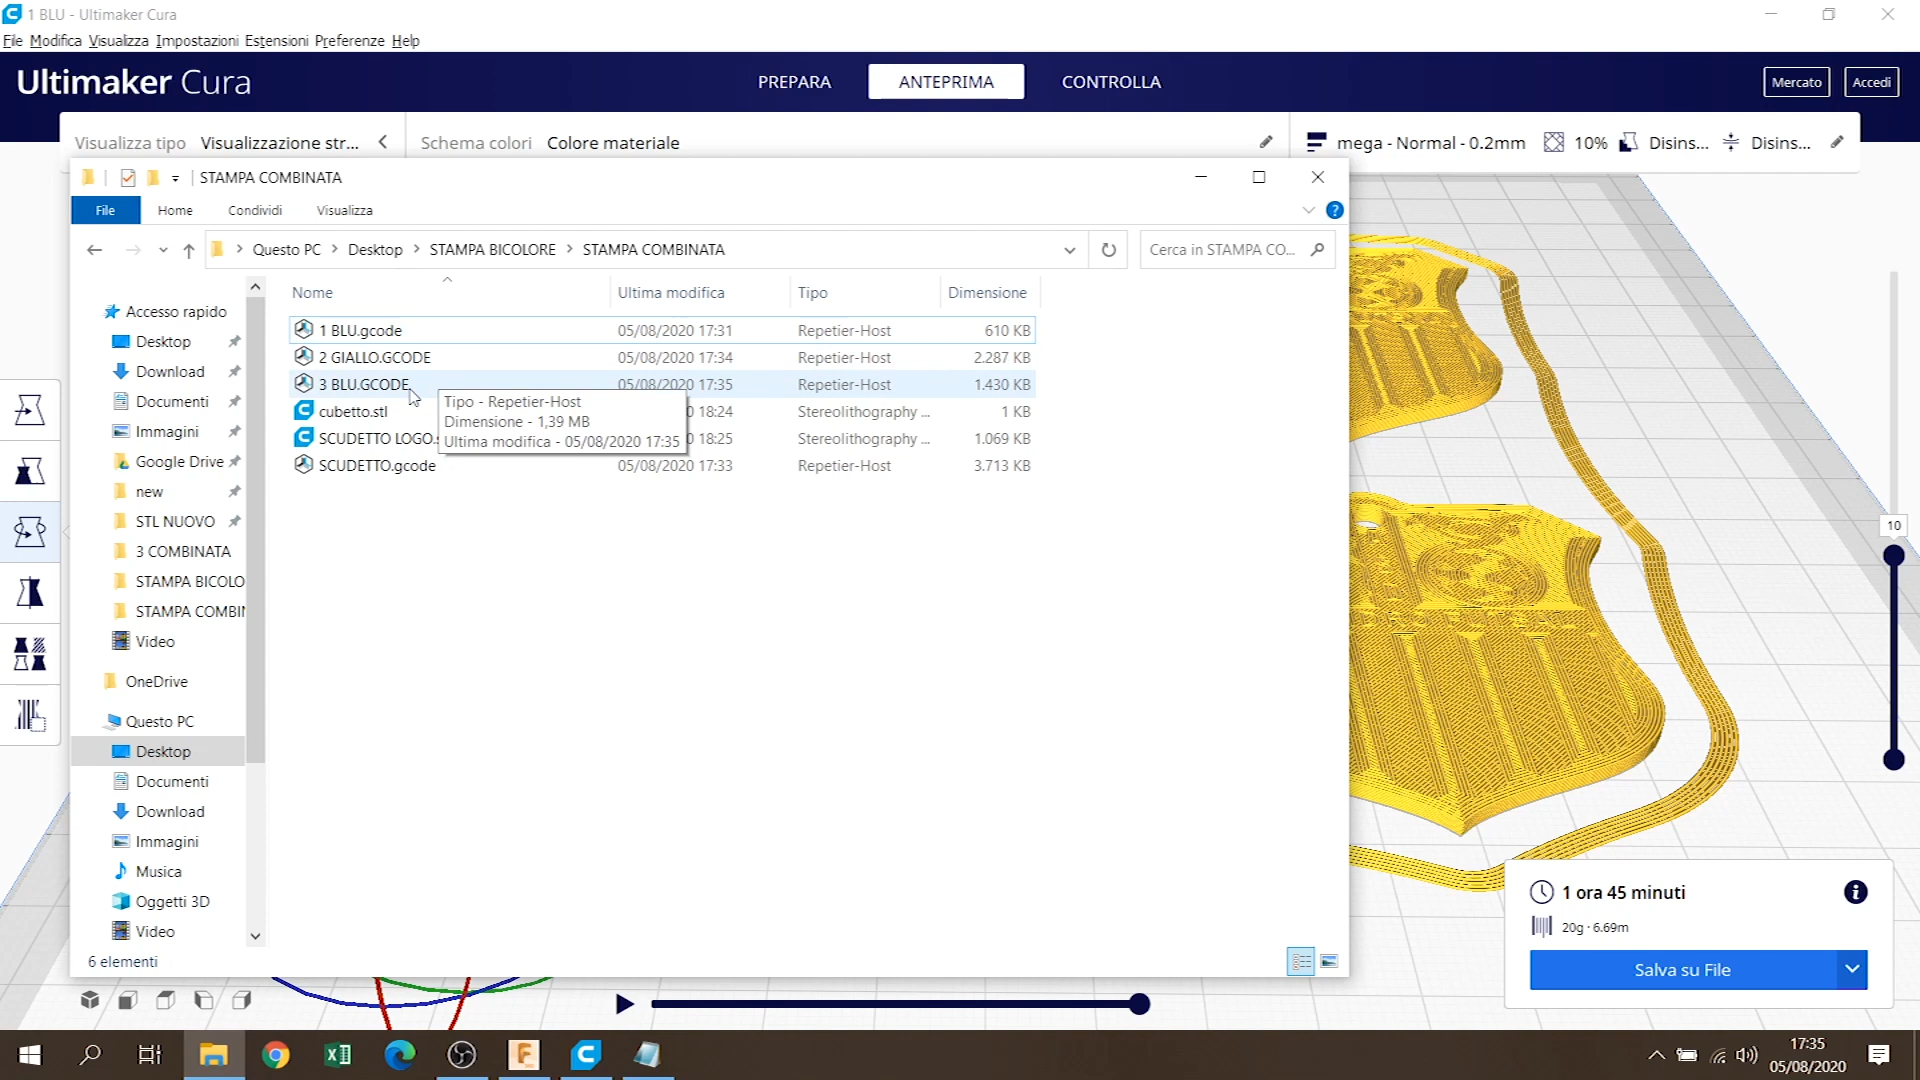 1 BLU - Ultimaker Cura
File Modifica Visualizza Impostazioni Estensioni Preferenze Help
Ultimaker Cura
PREPARA ANTEPRIMA CONTROLLA
Mercato Accedi
Visualizza tipo Visualizzazione str... Schema colori Colore materiale
mega - Normal - 0.2mm 10% Disins... Disins...
STAMPA COMBINATA
File Home Condividi Visualizza
Questo PC Desktop STAMPA BICOLORE STAMPA COMBINATA
Cerca in STAMPA CO...
Nome Ultima modifica Tipo Dimensione
1 BLU.gcode 05/08/2020 17:31 Repetier-Host 610 KB
2 GIALLO.GCODE 05/08/2020 17:34 Repetier-Host 2.287 KB
3 BLU.GCODE 05/08/2020 17:35 Repetier-Host 1.430 KB
cubetto.stl 0 18:24 Stereolithography ... 1 KB
SCUDETTO LOGO.s 0 18:25 Stereolithography ... 1.069 KB
SCUDETTO.gcode 05/08/2020 17:33 Repetier-Host 3.713 KB
Tipo - Repetier-Host
Dimensione - 1,39 MB
Ultima modifica - 05/08/2020 17:35
Accesso rapido
Desktop
Download
Documenti
Immagini
Google Drive
new
STL NUOVO
3 COMBINATA
STAMPA BICOLO
STAMPA COMBIN
Video
OneDrive
Questo PC
Desktop
Documenti
Download
Immagini
Musica
Oggetti 3D
Video
6 elementi
10
1 ora 45 minuti
20g · 6.69m
Salva su File
17:35
05/08/2020